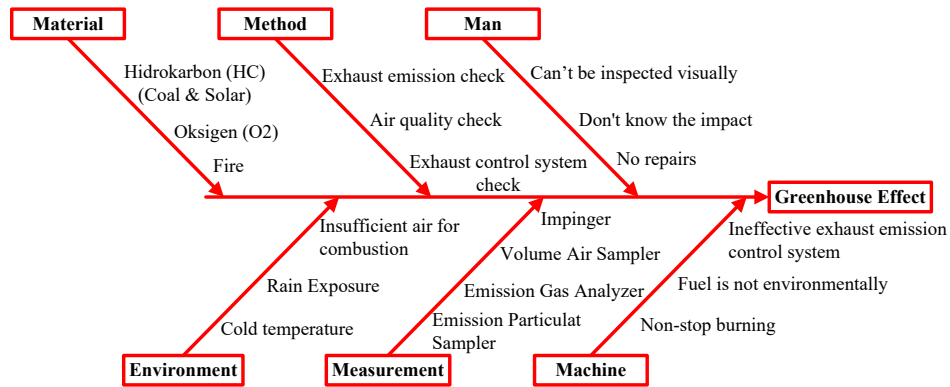 Material
Method
Man
Hidrokarbon (HC)
(Coal & Solar)
Oksigen (O2)
Fire
Exhaust emission check
Air quality check
Exhaust control system
check
Can’t be inspected visually
Don't know the impact
No repairs
Greenhouse Effect
Insufficient air for
combustion
Rain Exposure
Cold temperature
Impinger
Volume Air Sampler
Emission Gas Analyzer
Emission Particulat
Sampler
Ineffective exhaust emission
control system
Fuel is not environmentally
Non-stop burning
Environment
Measurement
Machine